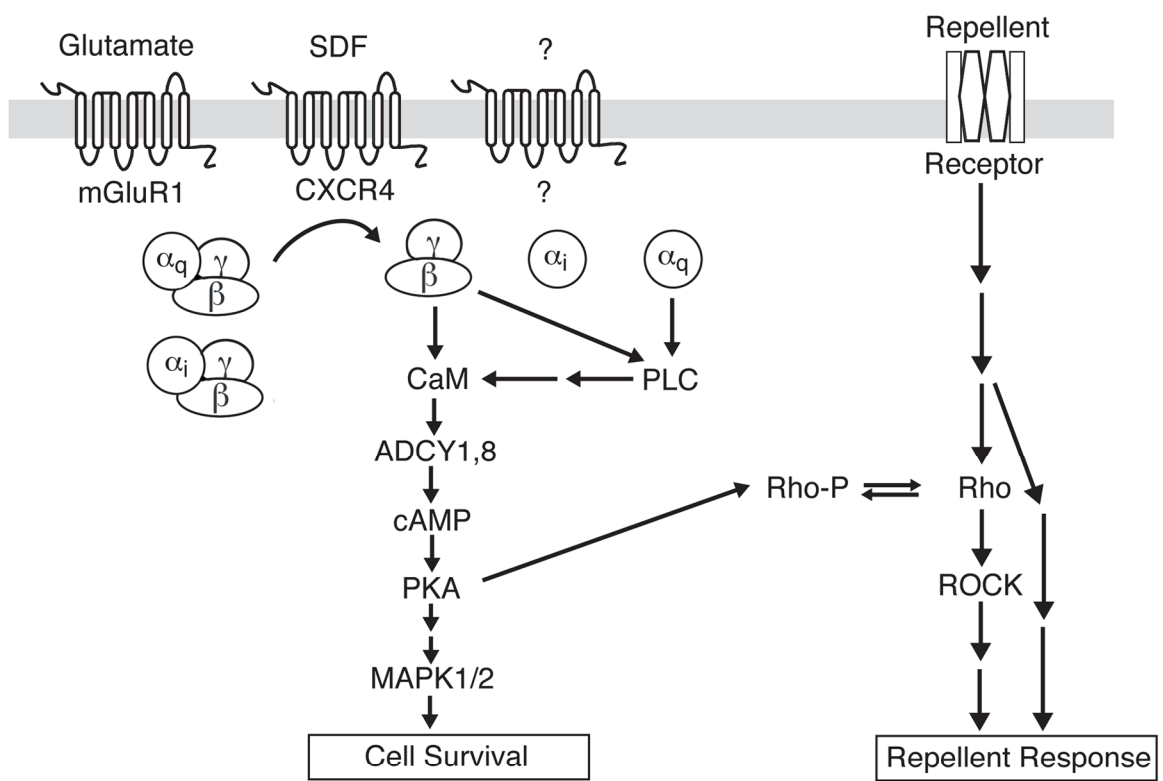 Glutamate
SDF
?
Repellent
mGluR1
CXCR4
?
Receptor
αq
γ
β
γ
β
αi
αq
αi
γ
β
CaM
PLC
ADCY1,8
cAMP
Rho-P
Rho
PKA
ROCK
MAPK1/2
Cell Survival
Repellent Response